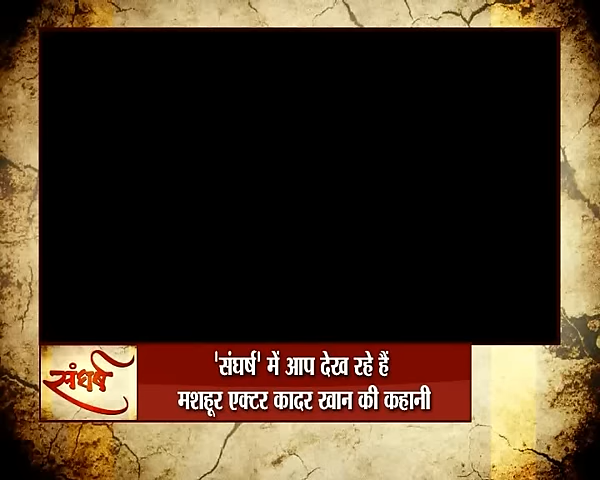 संघर्ष
'संघर्ष' में आप देख रहे हैं
मशहूर एक्टर कादर खान की कहानी